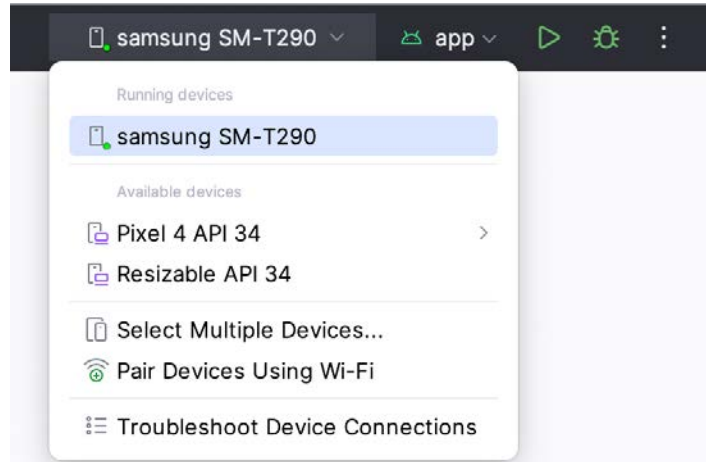 samsung SM-T290 app
Running devices
samsung SM-T290
Available devices
Pixel 4 API 34
Resizable API 34
Select Multiple Devices...
Pair Devices Using Wi-Fi
Troubleshoot Device Connections